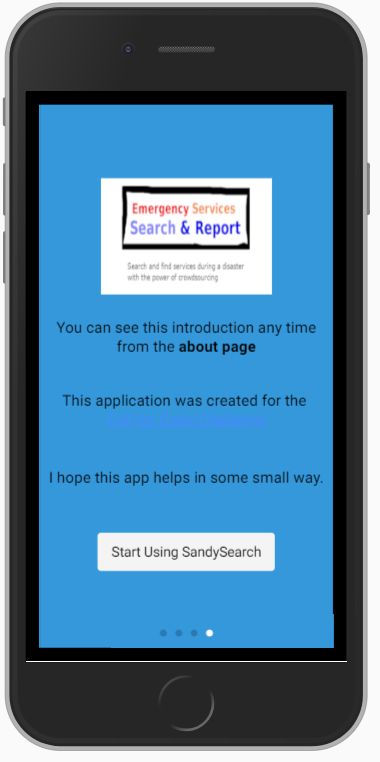 Emergency Services
Search & Report
Search and find services during a disaster
with the power of crowdsourcing
You can see this introduction any time
from the about page
This application was created for the
I hope this app helps in some small way.
Start Using SandySearch